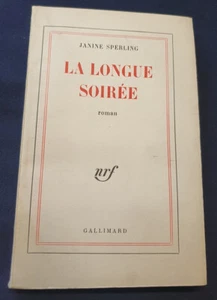 JANINE SPERLING
LA LONGUE
SOIRÉE
roman
nrf
GALLIMARD